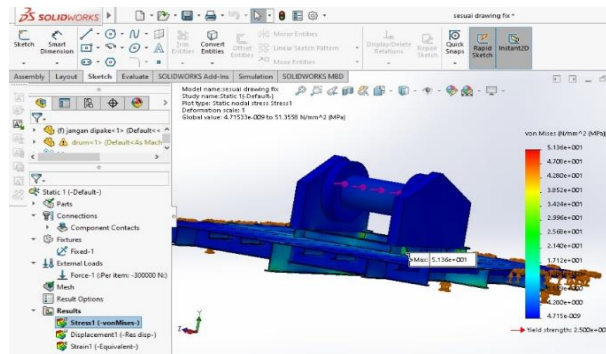 SOLIDWORKS
sesuai drawing fix *
Sketch
Smart Dimension
Trim Entities
Convert Entities
Offset Entities
Mirror Entities
Linear Sketch Pattern
Move Entities
Display/Delete Relations
Repair Sketch
Quick Snaps
Rapid Sketch
Instant2D
Assembly Layout Sketch Evaluate SOLIDWORKS Add-Ins Simulation SOLIDWORKS MBD
Model name:sesuai drawing fix
Study name:Static 1(-Default-)
Plot type: Static nodal stress Stress1
Deformation scale: 1
Global value: 4.71533e-009 to 51.3558 N/mm^2 (MPa)
(f) jangan dipake<1> (Default<<
drum<1> (Default<As Mach
Static 1 (-Default-)
Parts
Connections
Component Contacts
Fixtures
Fixed-1
External Loads
Force-1 (:Per item: -300000 N:)
Mesh
Result Options
Results
Stress1 (-vonMises-)
Displacement1 (-Res disp-)
Strain1 (-Equivalent-)
Max: 5.136e+001
von Mises (N/mm^2 (MPa))
5.136e+001
4.708e+001
4.280e+001
3.852e+001
3.424e+001
2.996e+001
2.568e+001
2.140e+001
1.712e+001
4.280e+000
4.715e-009
Yield strength: 2.500e+00
Z